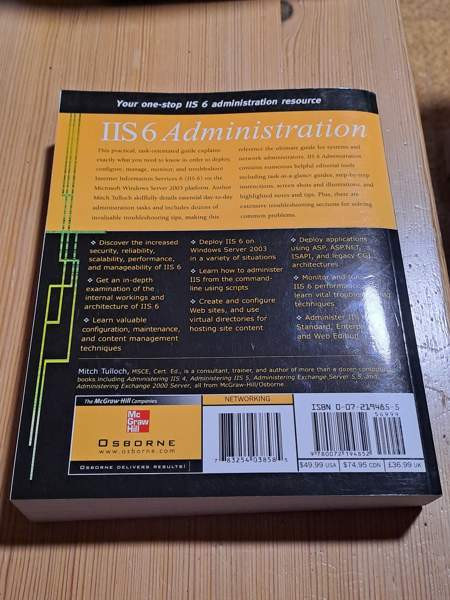 Your one-stop IIS 6 administration resource
IIS 6 Administration
This practical, task-orientated guide explains
exactly what you need to know in order to deploy,
configure, manage, monitor, and troubleshoot
Internet Information Services 6 (IIS 6) on the
Microsoft Windows Server 2003 platform. Author
Mitch Tulloch skillfully details essential day-to-day
administration tasks and includes dozens of
invaluable troubleshooting tips, making this
reference the ultimate guide for systems and
network administrators. IIS 6 Administration
contains numerous helpful editorial tools
including task-at-a-glance guides, step-by-step
instructions, screen shots and illustrations, and
highlighted notes and tips. Plus, there are
extensive troubleshooting sections for solving
common problems.
❖ Discover the increased
security, reliability,
scalability, performance,
and manageability of IIS 6
❖ Get an in-depth
examination of the
internal workings and
architecture of IIS 6
❖ Learn valuable
configuration, maintenance,
and content management
techniques
❖ Deploy IIS 6 on
Windows Server 2003
in a variety of situations
❖ Learn how to administer
IIS from the command-
line using scripts
❖ Create and configure
Web sites, and use
virtual directories for
hosting site content
❖ Deploy applications
using ASP, ASP.NET,
ISAPI, and legacy CGI
architectures
❖ Monitor and
IIS 6 performance
learn vital troubleshooting
techniques
❖ Administer IIS
Standard, Enterprise
and Web Edition
Mitch Tulloch, MSCE, Cert. Ed., is a consultant, trainer, and author of more than a dozen computer
books including Administering IIS 4, Administering IIS 5, Administering Exchange Server 5.5, and
Administering Exchange 2000 Server, all from McGraw-Hill/Osborne.
The McGraw-Hill Companies
Mc
Graw
Hill
OSBORNE
www.osborne.com
OSBORNE DELIVERS RESULTS!
NETWORKING
7 83254 03858 5
ISBN 0-07-219485-5
54999
9 780072 194852
$49.99 USA
$74.95 CDN
£36.99 UK